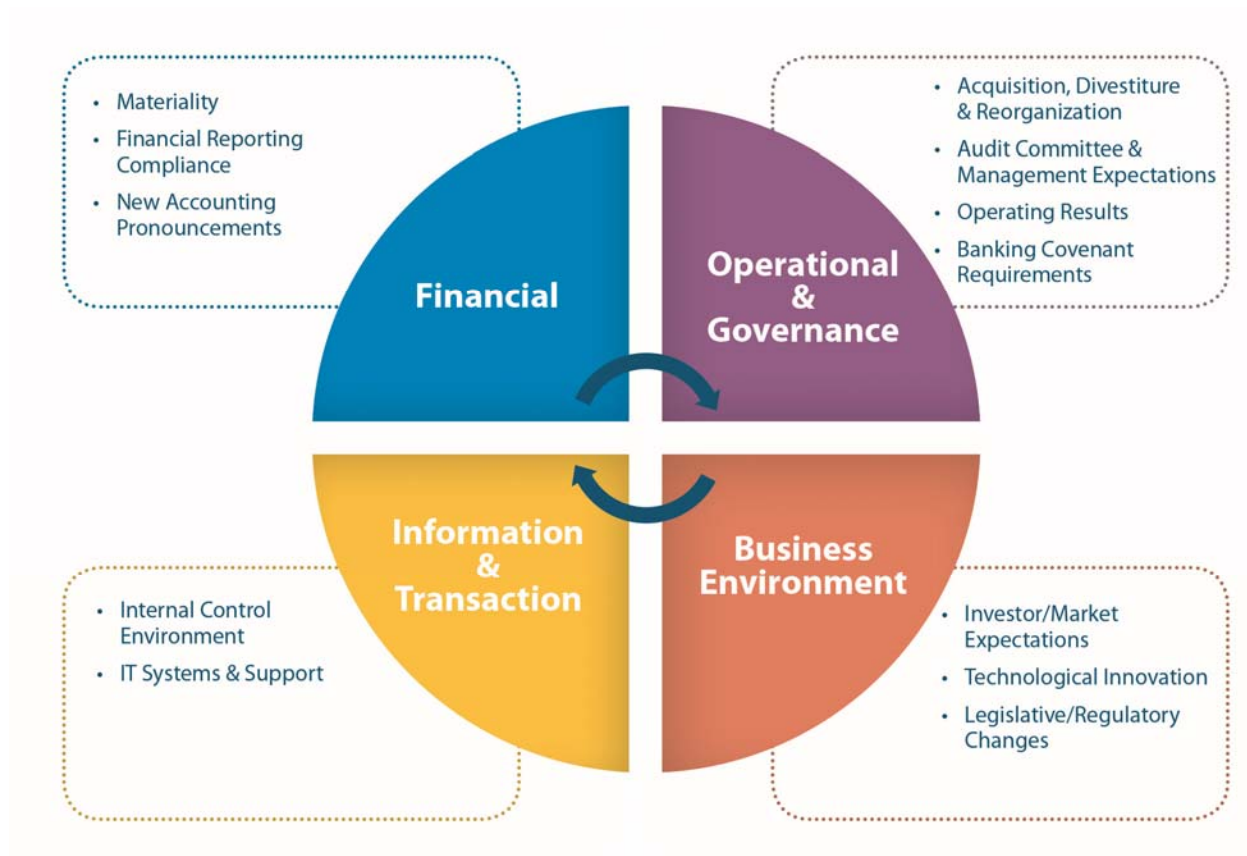 • Materiality
• Financial Reporting
Compliance
• New Accounting
Pronouncements
Financial
• Acquisition, Divestiture
& Reorganization
• Audit Committee &
Management Expectations
• Operating Results
• Banking Covenant
Requirements
Operational
&
Governance
Information
&
Transaction
• Internal Control
Environment
• IT Systems & Support
Business
Environment
• Investor/Market
Expectations
• Technological Innovation
• Legislative/Regulatory
Changes